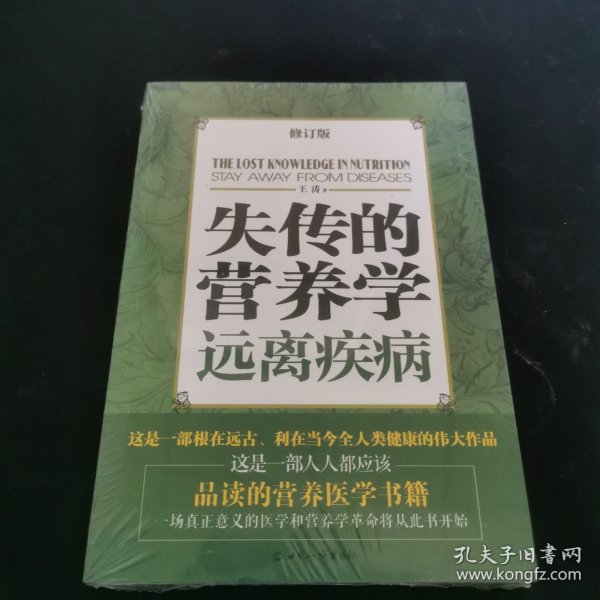 修订版
THE LOST KNOWLEDGE IN NUTRITION
STAY AWAY FROM DISEASES
王 涛 著
失传的
营养学
远离疾病
这是一部根在远古、利在当今全人类健康的伟大作品
这是一部人人都应该
品读的营养医学书籍
一场真正意义的医学和营养学革命将从此书开始
孔夫子旧书网
www.kongfz.com